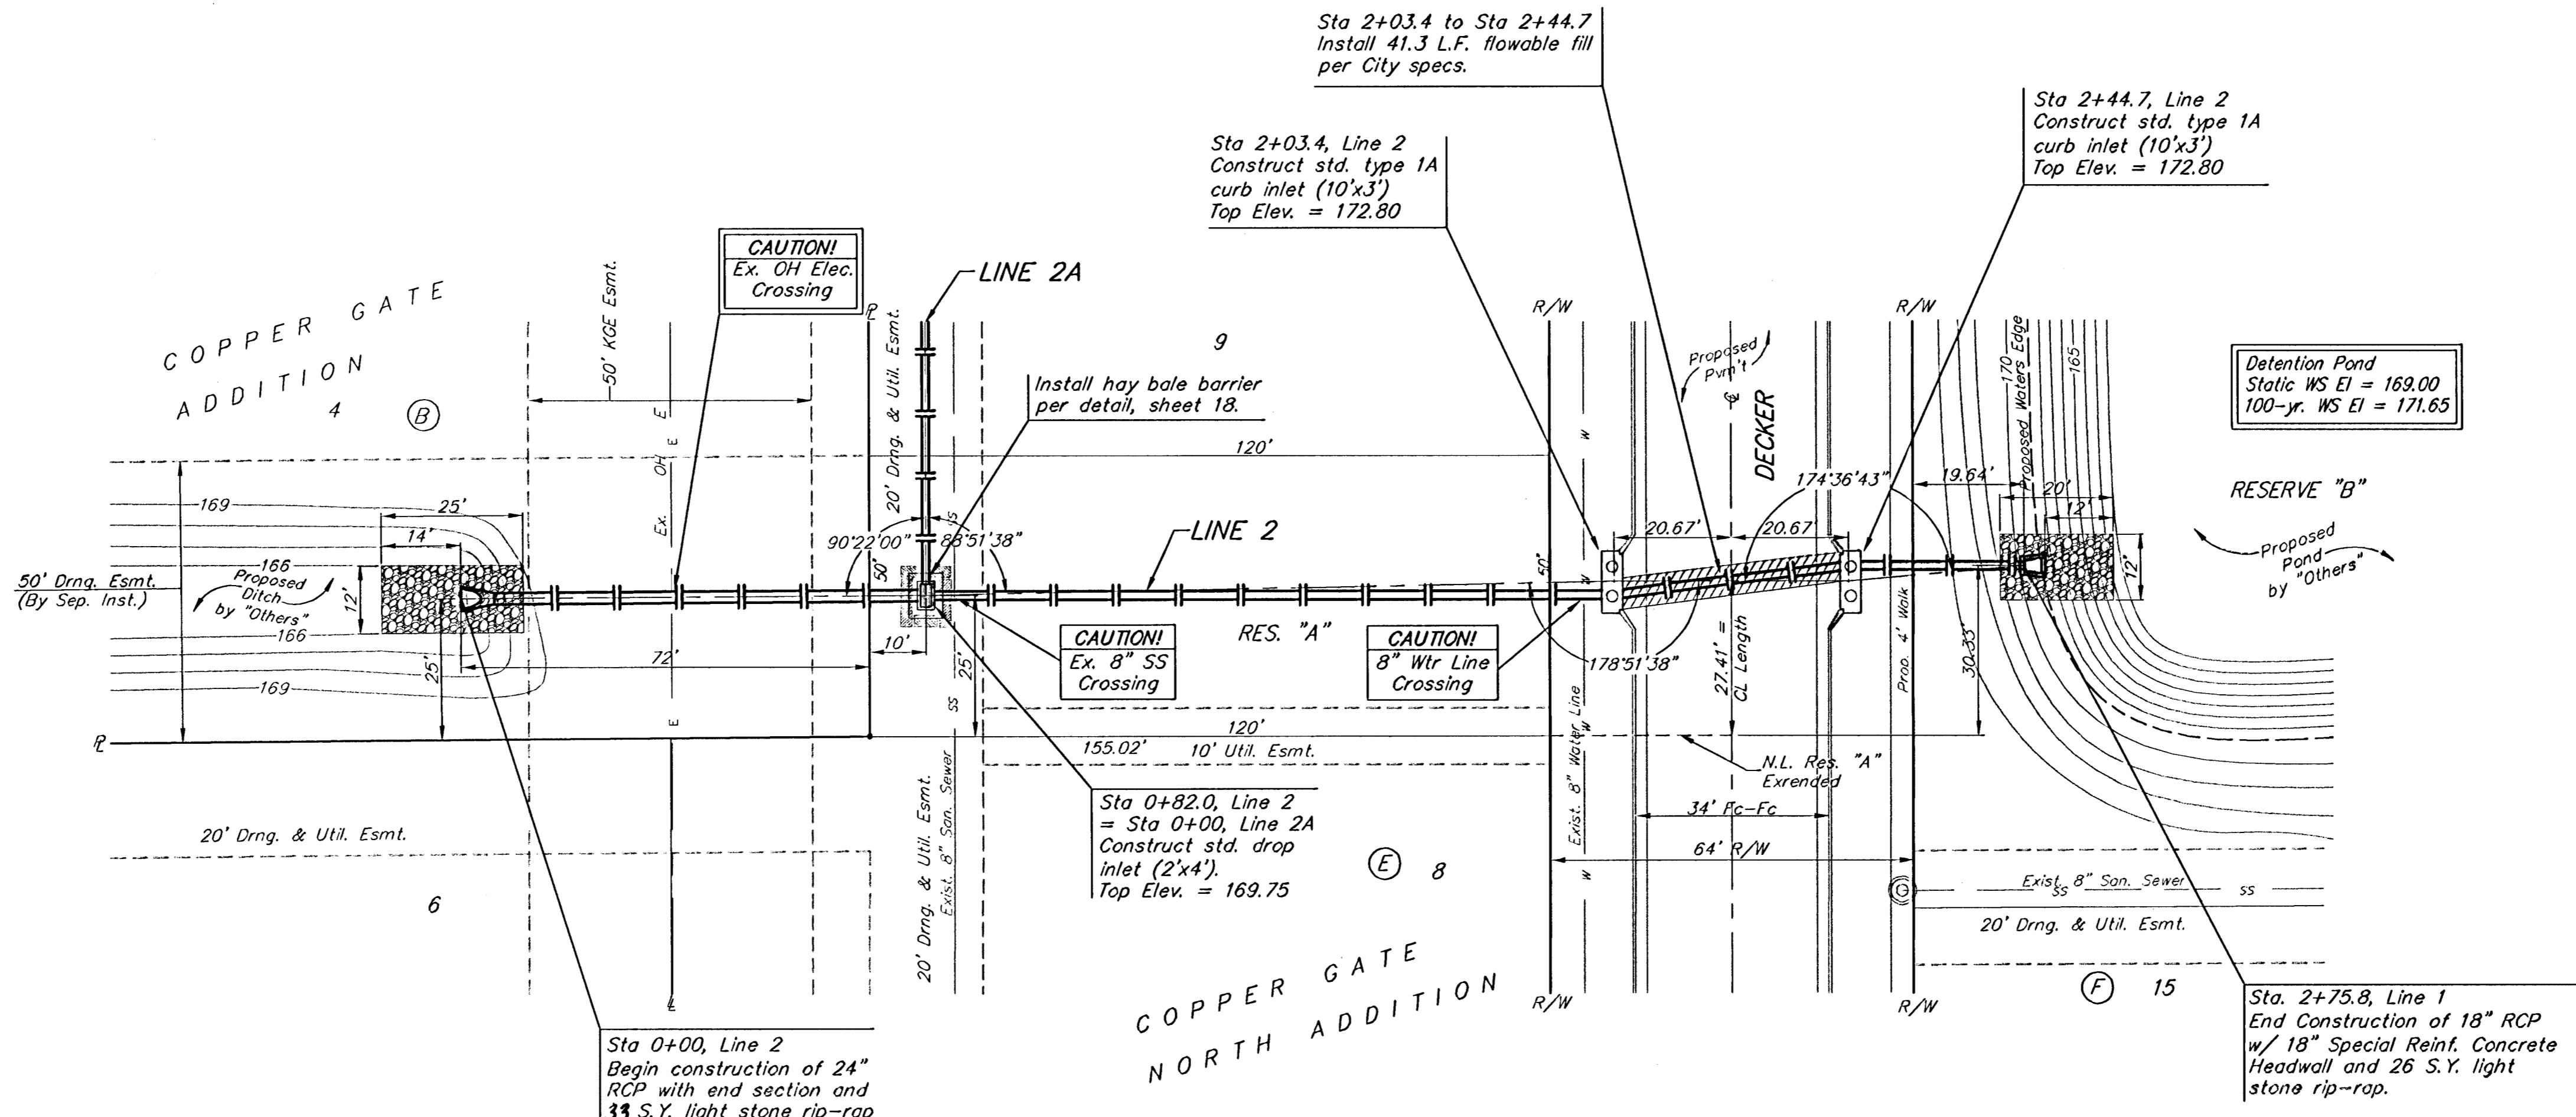 Sta 2+03.4 to Sta 2+44.7
Install 41.3 L.F. flowable fill
per City specs.
Sta 2+44.7, Line 2
Construct std. type 1A
curb inlet (10'x3')
Top Elev. = 172.80
Sta 2+03.4, Line 2
Construct std. type 1A
curb inlet (10'x3')
Top Elev. = 172.80
CAUTION!
Ex. OH Elec.
Crossing
LINE 2A
COPPER GATE
ADDITION
4
B
50' KGE Esmt.
20' Drng. & Util. Esmt.
9
R/W
R/W
Proposed
Pvm't
DECKER
170
Proposed Waters Edge
165
Detention Pond
Static WS El = 169.00
100-yr. WS El = 171.65
Install hay bale barrier
per detail, sheet 18.
E
Ex. OH E
120'
174°36'43"
19.64'
20'
12'
RESERVE "B"
169
25'
14'
90°22'00"
88°51'38"
SS
LINE 2
20.67'
20.67'
Proposed
Pond
by "Others"
50' Drng. Esmt.
(By Sep. Inst.)
166
Proposed
Ditch
by "Others"
12'
50'
50'
W
W
12'
166
169
25'
72'
10'
25'
CAUTION!
Ex. 8" SS
Crossing
RES. "A"
CAUTION!
8" Wtr Line
Crossing
178°51'38"
27.41' =
CL Length
Prop. 4' Walk
30.33'
E
SS
120'
155.02'
10' Util. Esmt.
N.L. Res. "A"
Exrended
20' Drng. & Util. Esmt.
20' Drng. & Util. Esmt.
Exist. 8" San. Sewer
Sta 0+82.0, Line 2
= Sta 0+00, Line 2A
Construct std. drop
inlet (2'x4').
Top Elev. = 169.75
Exist. 8" Water Line
W
W
34' Fc-Fc
64' R/W
E
8
6
Exist. 8" San. Sewer
SS
SS
20' Drng. & Util. Esmt.
COPPER GATE
NORTH ADDITION
R/W
R/W
F
15
Sta 0+00, Line 2
Begin construction of 24"
RCP with end section and
33 S.Y. light stone rip-rap
Sta. 2+75.8, Line 1
End Construction of 18" RCP
w/ 18" Special Reinf. Concrete
Headwall and 26 S.Y. light
stone rip-rap.